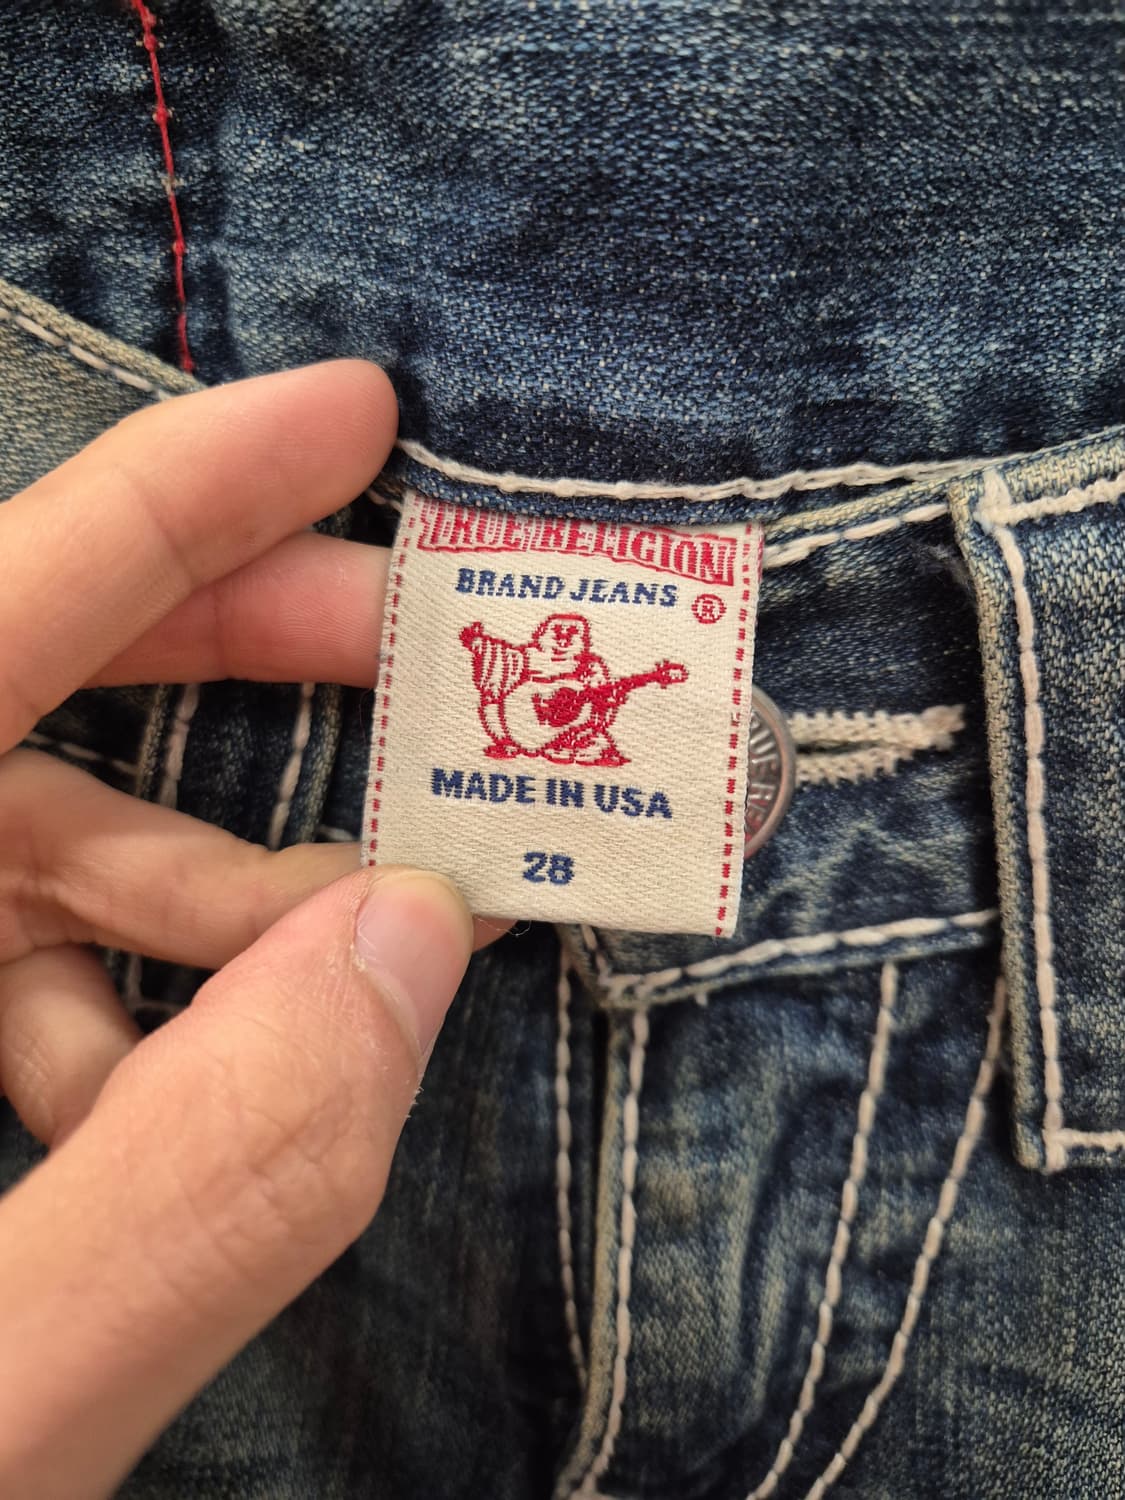 TRUE RELIGION
BRAND JEANS ®
MADE IN USA
28